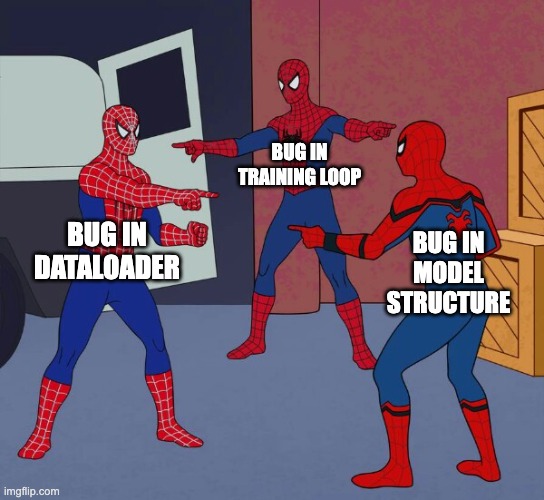 BUG IN
TRAINING LOOP
BUG IN
DATALOADER
BUG IN
MODEL
STRUCTURE
imgflip.com